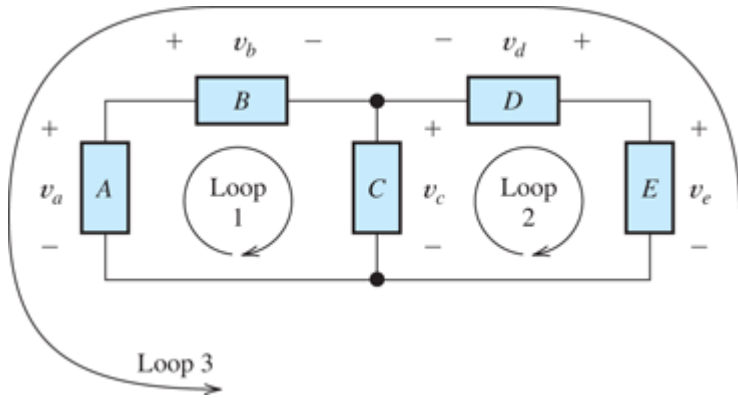 + v_b − − v_d +
B D
+ + +
v_a A Loop 1 C v_c Loop 2 E v_e
− − −
Loop 3